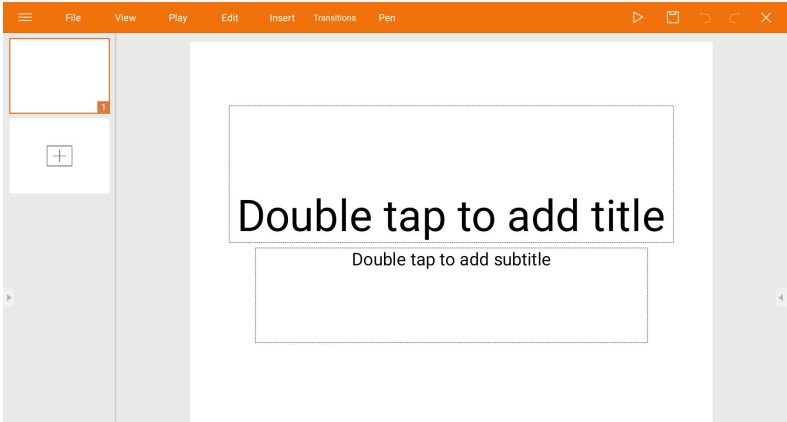 File View Play Edit Insert Transitions Pen
1
Double tap to add title
Double tap to add subtitle